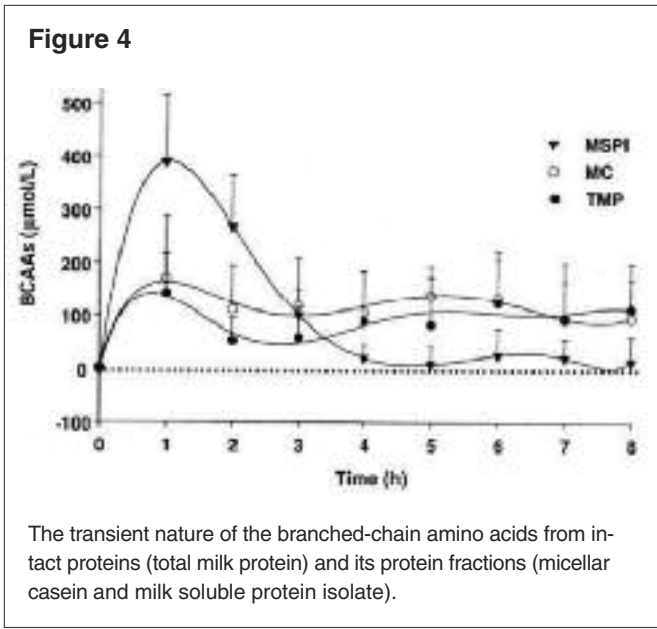 Figure 4
500
400
300
200
100
0
-100
BCAAs (μmol/L)
MSPI
MC
TMP
0 1 2 3 4 5 6 7 8
Time (h)
The transient nature of the branched-chain amino acids from in-
tact proteins (total milk protein) and its protein fractions (micellar
casein and milk soluble protein isolate).